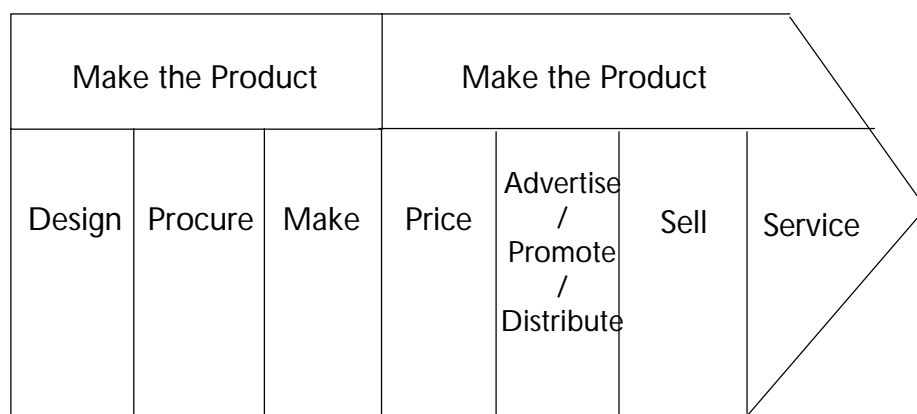 Make the Product
Make the Product
Design
Procure
Make
Price
Advertise
/
Promote
/
Distribute
Sell
Service